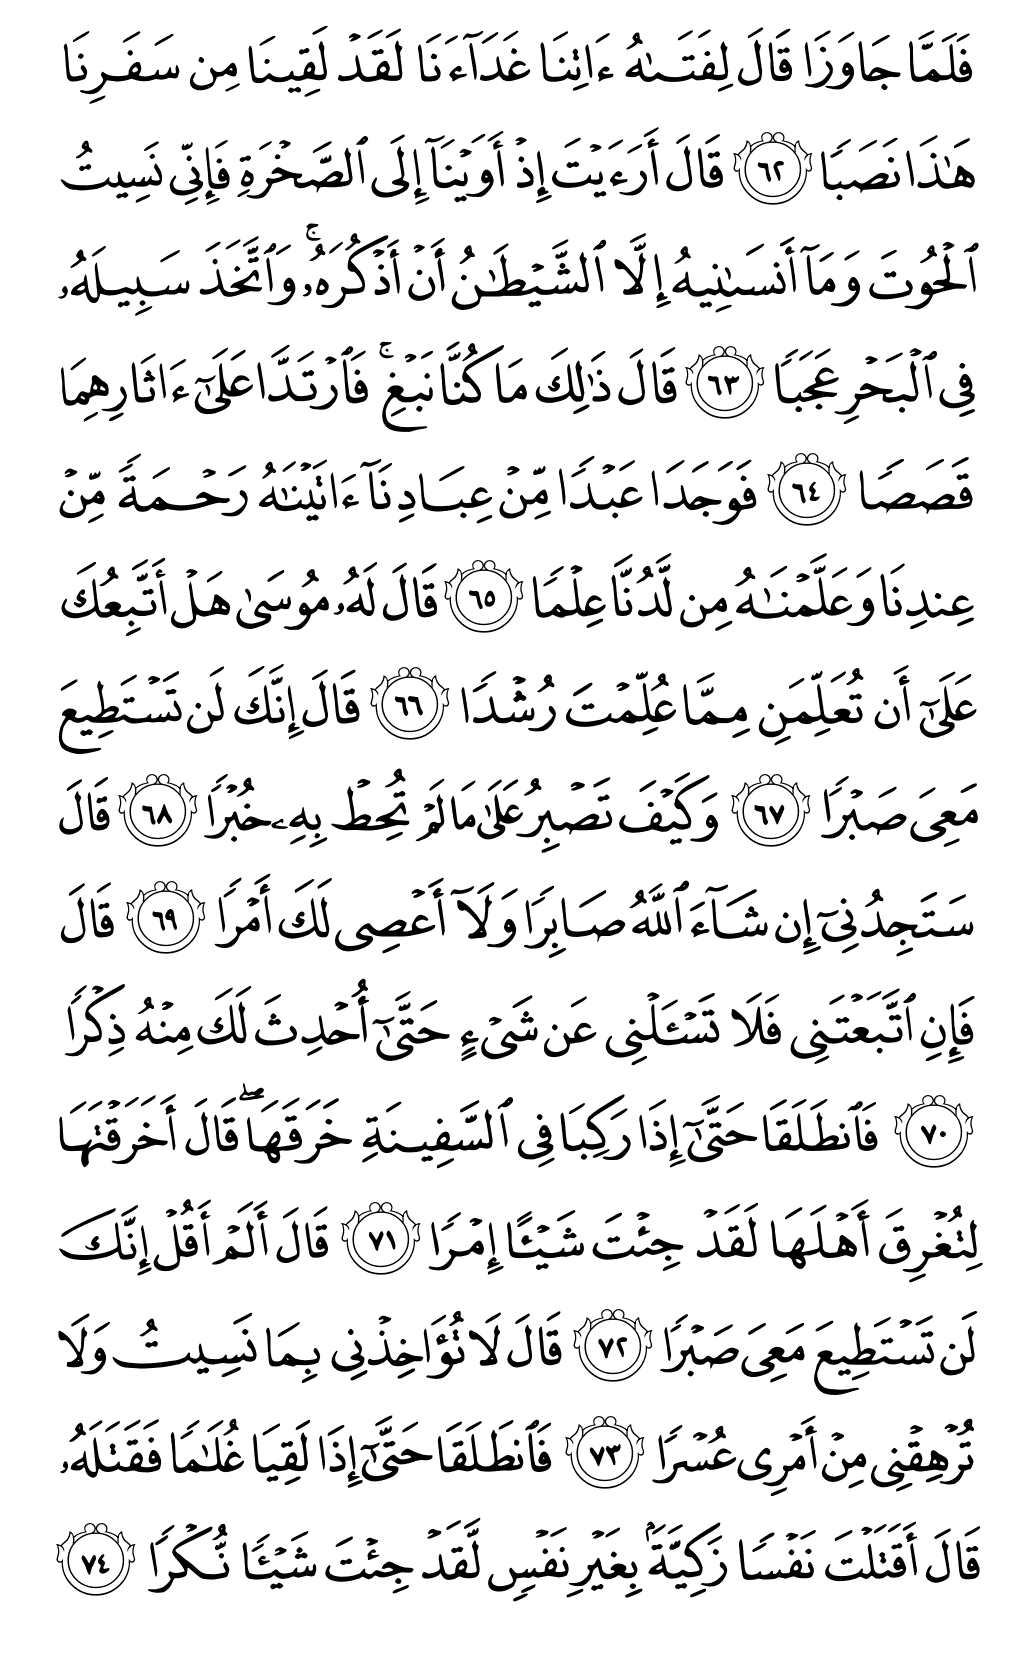 فَلَمَّا جَاوَزَا قَالَ لِفَتَىٰهُ ءَاتِنَا غَدَآءَنَا لَقَدْ لَقِينَا مِن سَفَرِنَا
هَٰذَا نَصَبًا ٦٢ قَالَ أَرَءَيْتَ إِذْ أَوَيْنَآ إِلَى ٱلصَّخْرَةِ فَإِنِّى نَسِيتُ
ٱلْحُوتَ وَمَآ أَنسَىٰنِيهُ إِلَّا ٱلشَّيْطَٰنُ أَنْ أَذْكُرَهُۥ ۚ وَٱتَّخَذَ سَبِيلَهُۥ
فِى ٱلْبَحْرِ عَجَبًا ٦٣ قَالَ ذَٰلِكَ مَا كُنَّا نَبْغِ ۚ فَٱرْتَدَّا عَلَىٰٓ ءَاثَارِهِمَا
قَصَصًا ٦٤ فَوَجَدَا عَبْدًا مِّنْ عِبَادِنَآ ءَاتَيْنَٰهُ رَحْمَةً مِّنْ
عِندِنَا وَعَلَّمْنَٰهُ مِن لَّدُنَّا عِلْمًا ٦٥ قَالَ لَهُۥ مُوسَىٰ هَلْ أَتَّبِعُكَ
عَلَىٰٓ أَن تُعَلِّمَنِ مِمَّا عُلِّمْتَ رُشْدًا ٦٦ قَالَ إِنَّكَ لَن تَسْتَطِيعَ
مَعِىَ صَبْرًا ٦٧ وَكَيْفَ تَصْبِرُ عَلَىٰ مَا لَمْ تُحِطْ بِهِۦ خُبْرًا ٦٨ قَالَ
سَتَجِدُنِىٓ إِن شَآءَ ٱللَّهُ صَابِرًا وَلَآ أَعْصِى لَكَ أَمْرًا ٦٩ قَالَ
فَإِنِ ٱتَّبَعْتَنِى فَلَا تَسْـَٔلْنِى عَن شَىْءٍ حَتَّىٰٓ أُحْدِثَ لَكَ مِنْهُ ذِكْرًا
٧٠ فَٱنطَلَقَا حَتَّىٰٓ إِذَا رَكِبَا فِى ٱلسَّفِينَةِ خَرَقَهَا ۖ قَالَ أَخَرَقْتَهَا
لِتُغْرِقَ أَهْلَهَا لَقَدْ جِئْتَ شَيْـًٔا إِمْرًا ٧١ قَالَ أَلَمْ أَقُلْ إِنَّكَ
لَن تَسْتَطِيعَ مَعِىَ صَبْرًا ٧٢ قَالَ لَا تُؤَاخِذْنِى بِمَا نَسِيتُ وَلَا
تُرْهِقْنِى مِنْ أَمْرِى عُسْرًا ٧٣ فَٱنطَلَقَا حَتَّىٰٓ إِذَا لَقِيَا غُلَٰمًا فَقَتَلَهُۥ
قَالَ أَقَتَلْتَ نَفْسًا زَكِيَّةًۢ بِغَيْرِ نَفْسٍ لَّقَدْ جِئْتَ شَيْـًٔا نُّكْرًا ٧٤